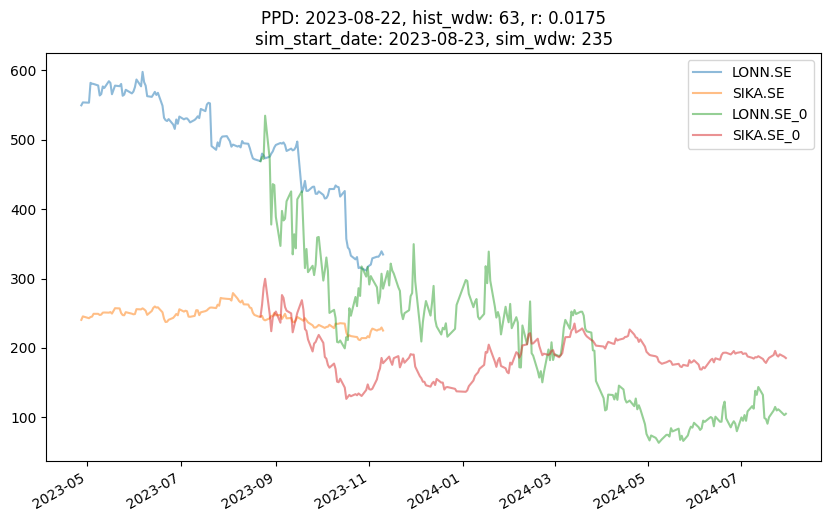 PPD: 2023-08-22, hist_wdw: 63, r: 0.0175
sim_start_date: 2023-08-23, sim_wdw: 235
LONN.SE
SIKA.SE
LONN.SE_0
SIKA.SE_0
600
500
400
300
200
100
2023-05
2023-07
2023-09
2023-11
2024-01
2024-03
2024-05
2024-07